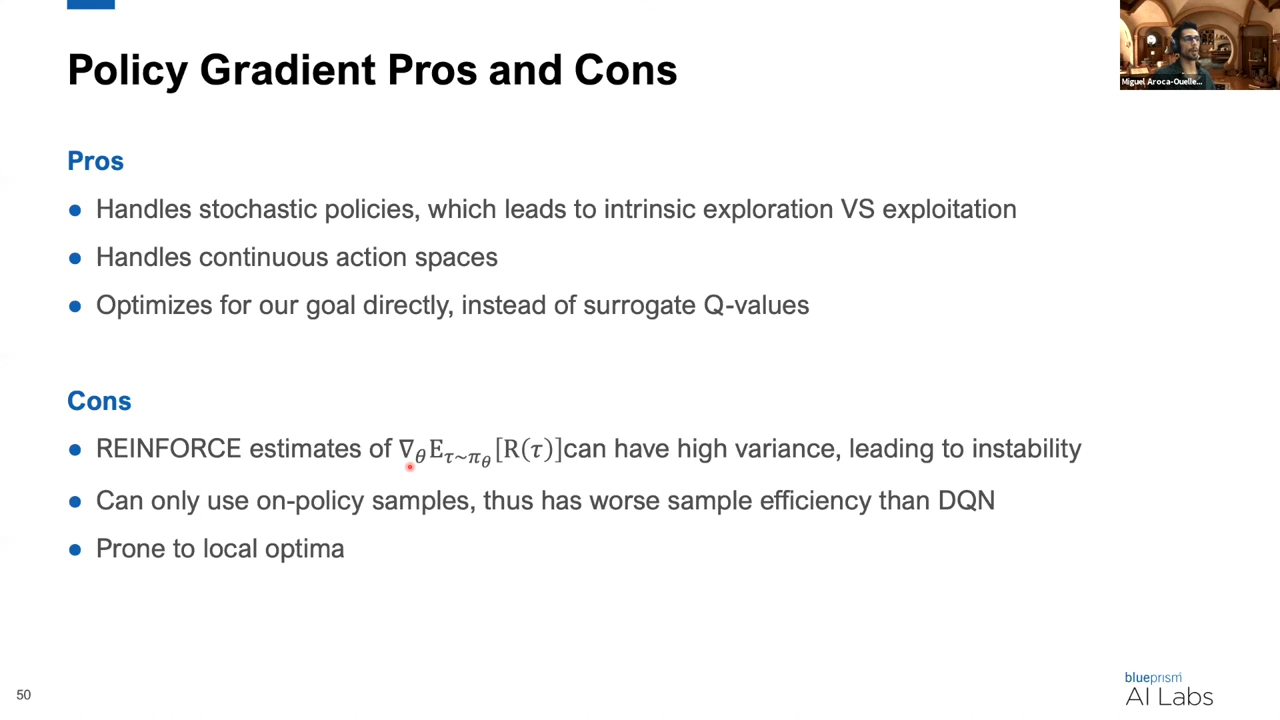 Policy Gradient Pros and Cons
Miguel Aroca-Ouelle...
Pros
● Handles stochastic policies, which leads to intrinsic exploration VS exploitation
● Handles continuous action spaces
● Optimizes for our goal directly, instead of surrogate Q-values
Cons
● REINFORCE estimates of ∇_θ E_{τ∼π_θ}[R(τ)]can have high variance, leading to instability
● Can only use on-policy samples, thus has worse sample efficiency than DQN
● Prone to local optima
50
blueprism
AI Labs